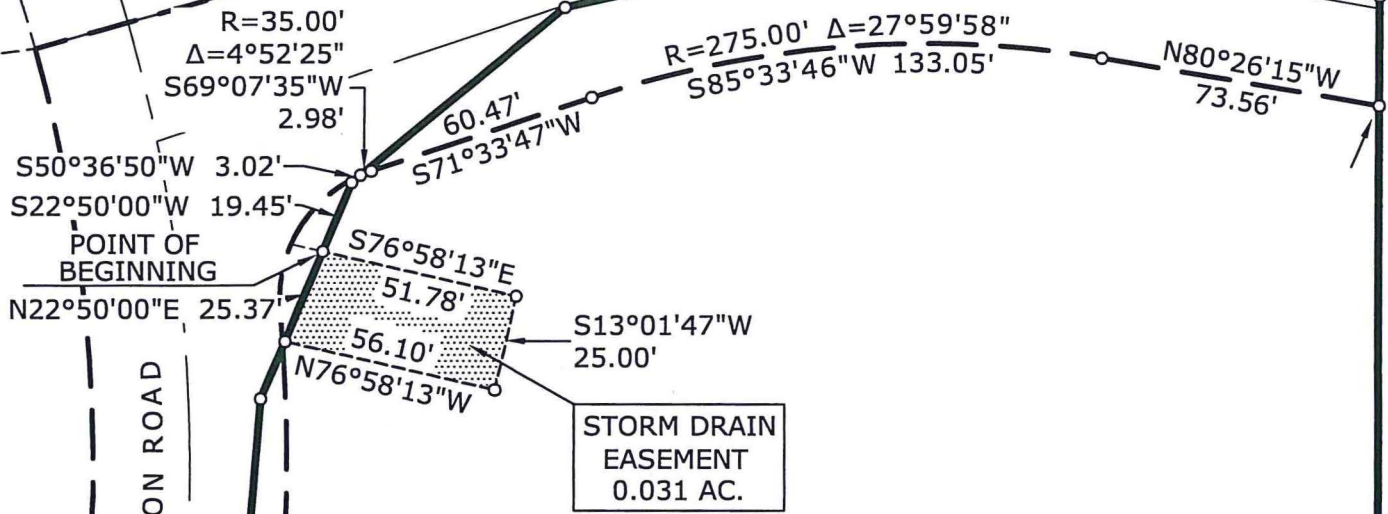 R=35.00'
Δ=4°52'25"
S69°07'35"W
2.98'
S50°36'50"W 3.02'
S22°50'00"W 19.45'
POINT OF
BEGINNING
N22°50'00"E 25.37'
60.47'
S71°33'47"W
R=275.00' Δ=27°59'58"
S85°33'46"W 133.05'
N80°26'15"W
73.56'
S76°58'13"E
51.78'
56.10'
N76°58'13"W
S13°01'47"W
25.00'
STORM DRAIN
EASEMENT
0.031 AC.
ON ROAD